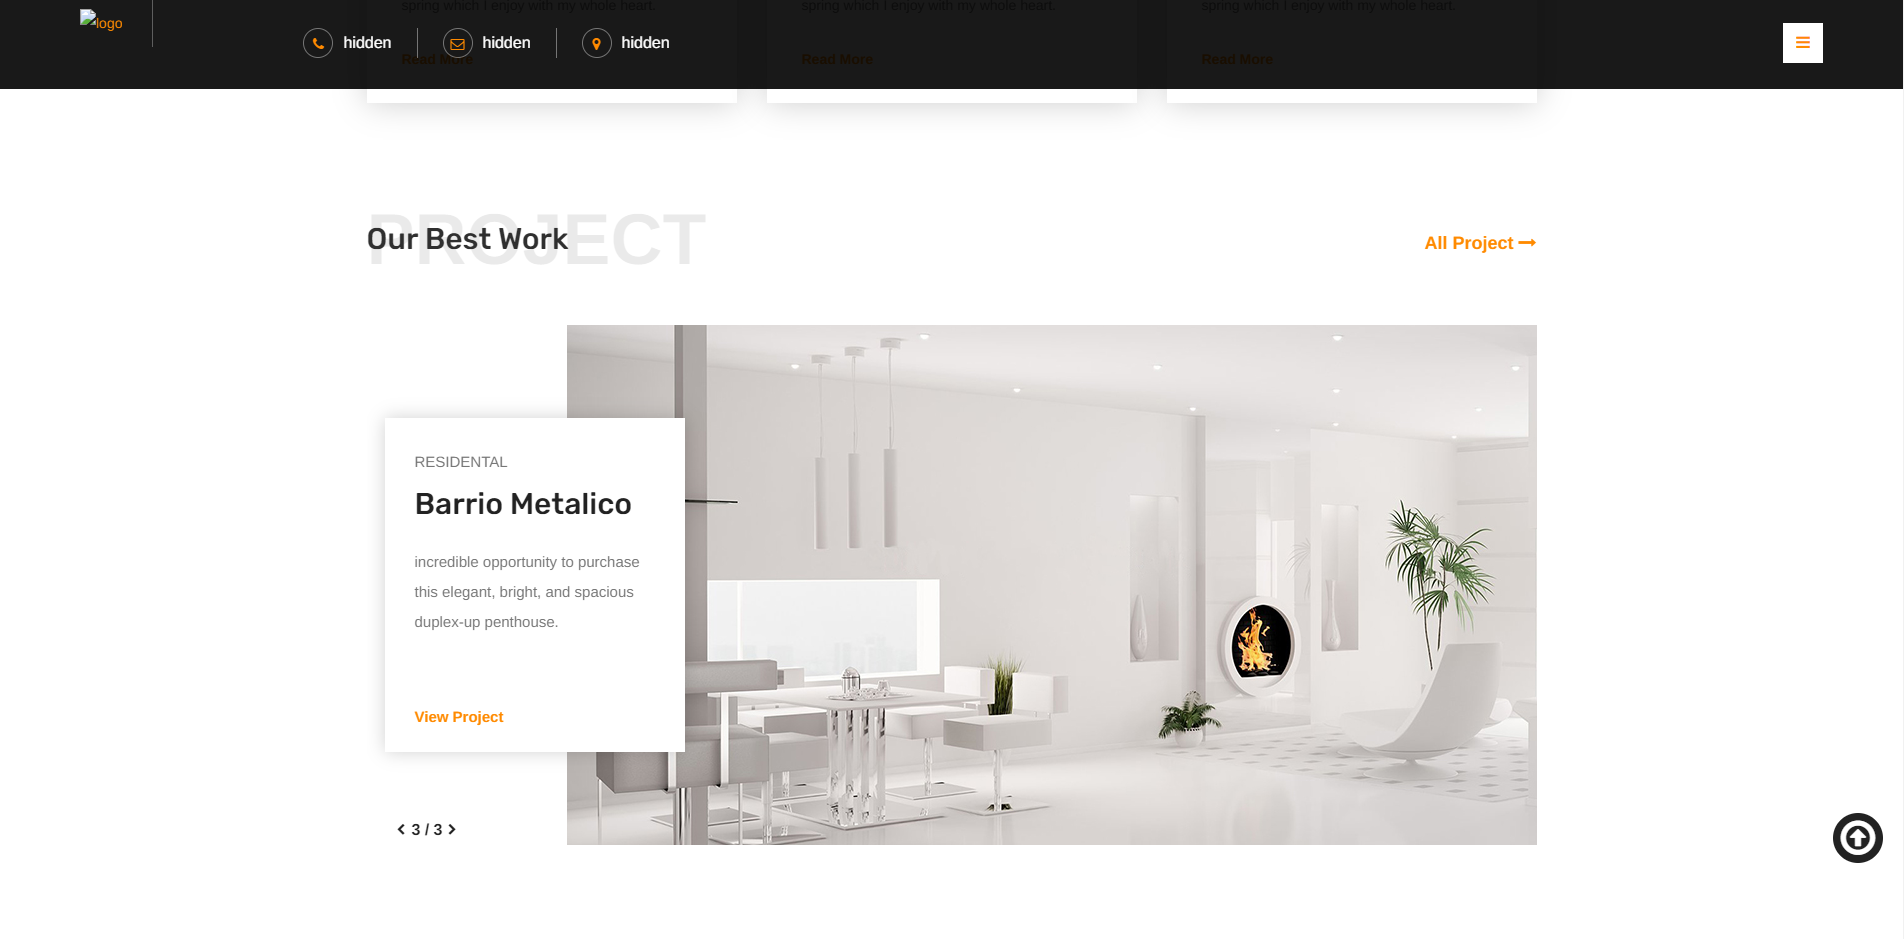 spring which I enjoy with my whole heart.
spring which I enjoy with my whole heart.
spring which I enjoy with my whole heart.
logo
hidden
hidden
hidden
Read More
Read More
Read More
PROJECT
Our Best Work
All Project
RESIDENTAL
Barrio Metalico
incredible opportunity to purchase
this elegant, bright, and spacious
duplex-up penthouse.
View Project
3 / 3